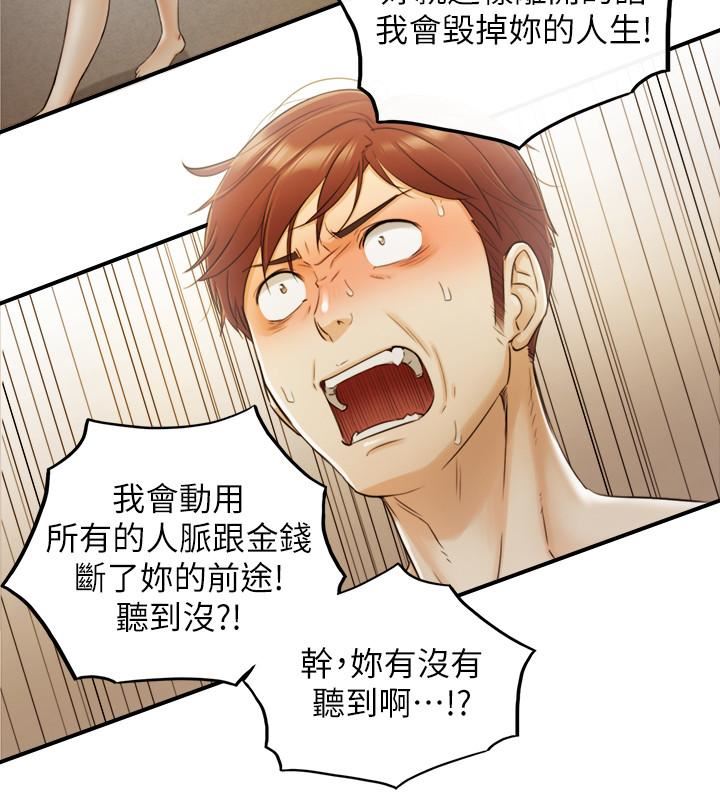 我會毀掉妳的人生!
我會動用
所有的人脈跟金錢
斷了妳的前途!
聽到沒?!
幹,妳有沒有
聽到啊…!?